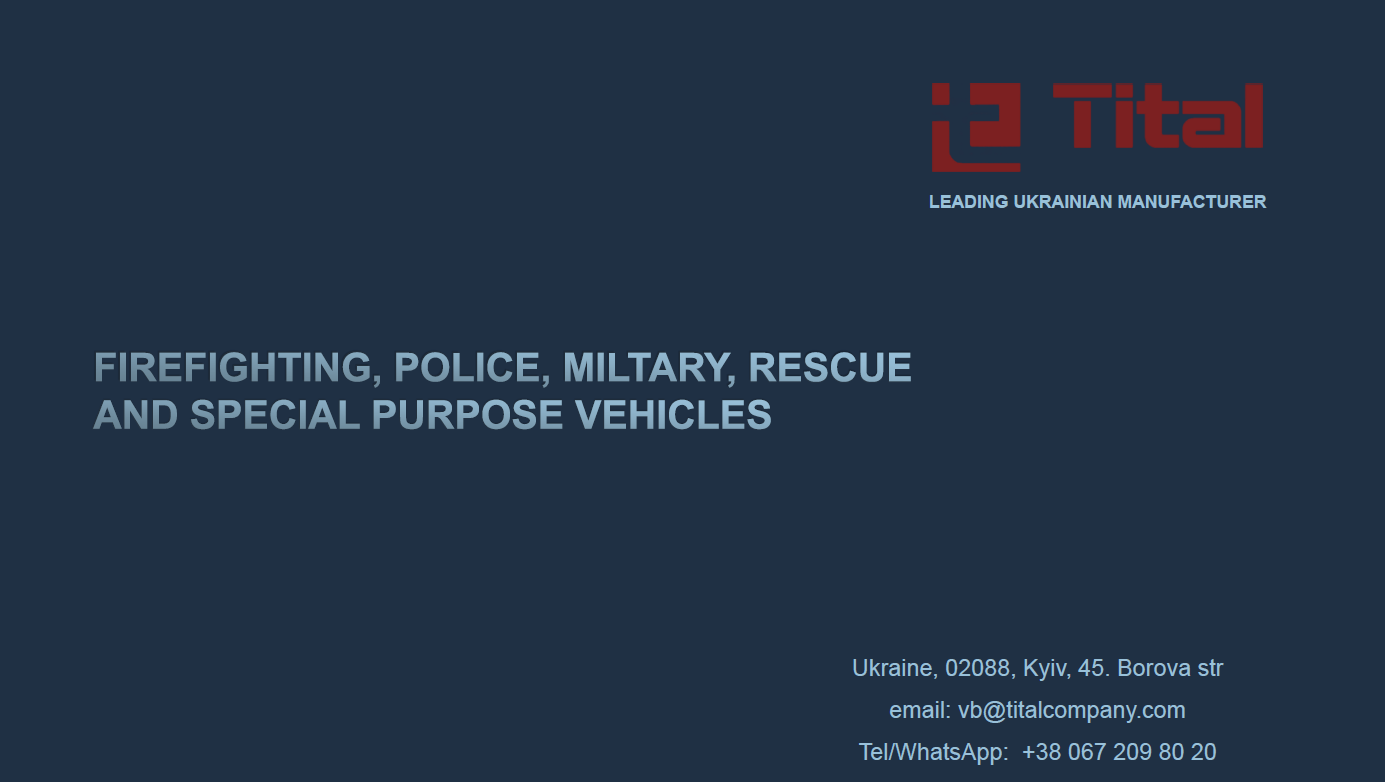 Tital
LEADING UKRAINIAN MANUFACTURER
FIREFIGHTING, POLICE, MILTARY, RESCUE
AND SPECIAL PURPOSE VEHICLES
Ukraine, 02088, Kyiv, 45. Borova str
email: vb@titalcompany.com
Tel/WhatsApp:  +38 067 209 80 20